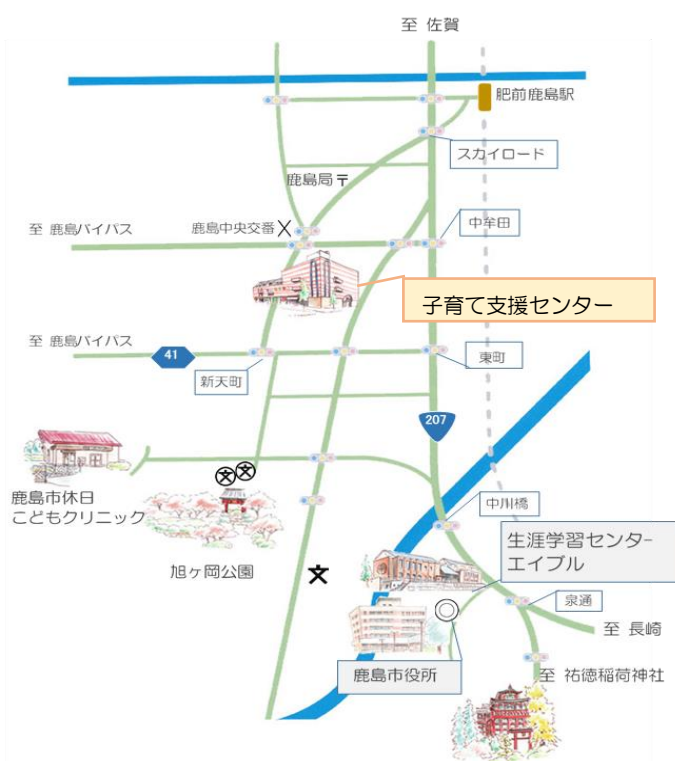 至 佐賀
肥前鹿島駅
スカイロード
鹿島局〒
鹿島中央交番
至 鹿島バイパス
中牟田
子育て支援センター
至 鹿島バイパス
41
新天町
東町
207
鹿島市休日
こどもクリニック
旭ヶ岡公園
文
文
文
中川橋
生涯学習センター
エイブル
泉通
至 長崎
鹿島市役所
至 祐徳稲荷神社